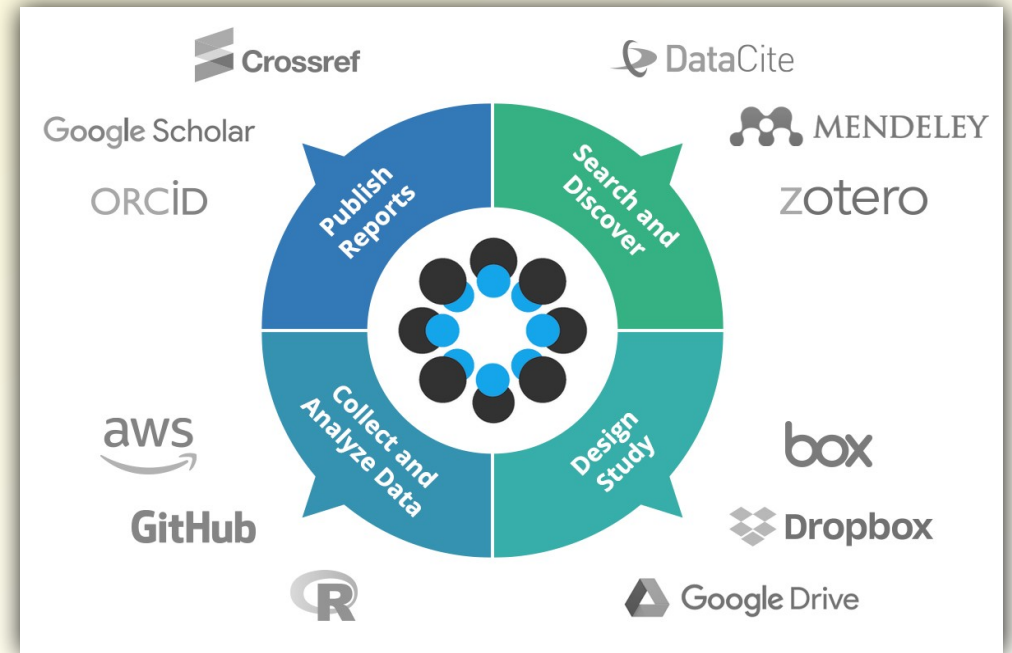 Crossref
DataCite
Google Scholar
MENDELEY
ORCiD
zotero
Publish
Reports
Search and
Discover
Collect and
Analyze Data
Design
Study
aws
box
GitHub
Dropbox
R
Google Drive